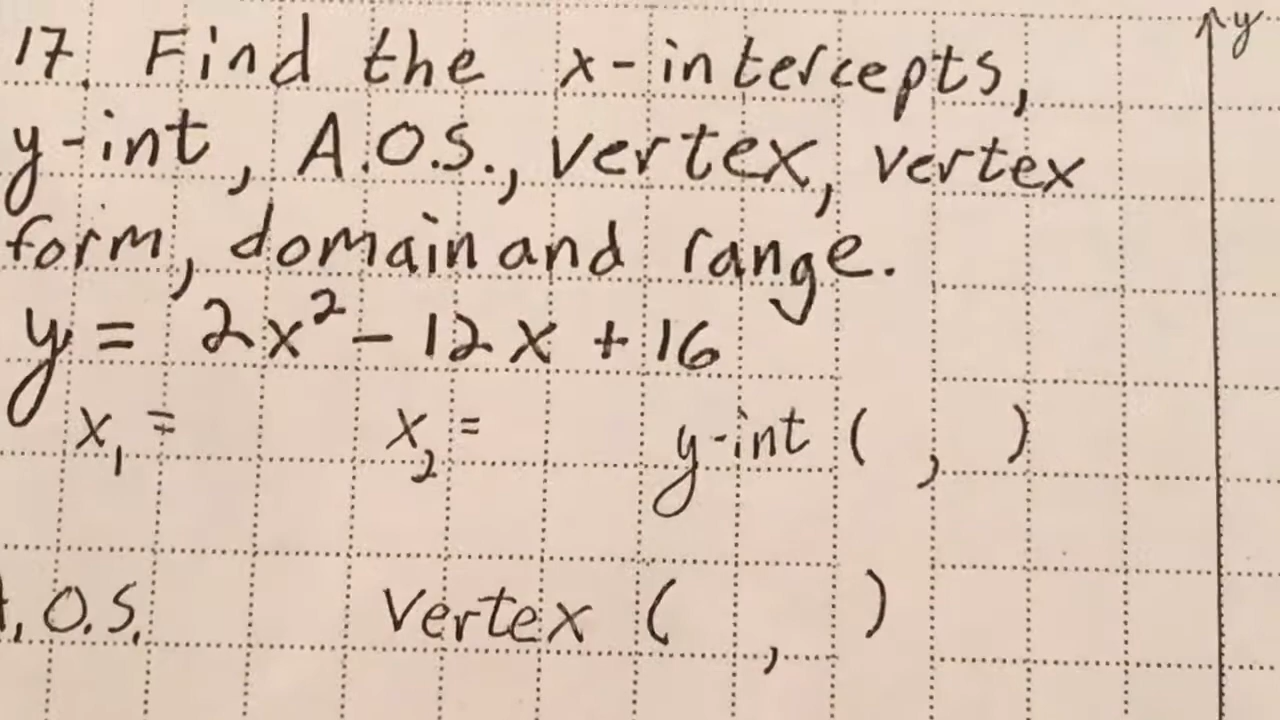 17. Find the x-intercepts,
y
y-int, A.O.S., vertex, vertex
form, domain and range.
y = 2x² - 12x + 16
x₁ = x₂ = y-int ( , )
A.O.S. Vertex ( , )